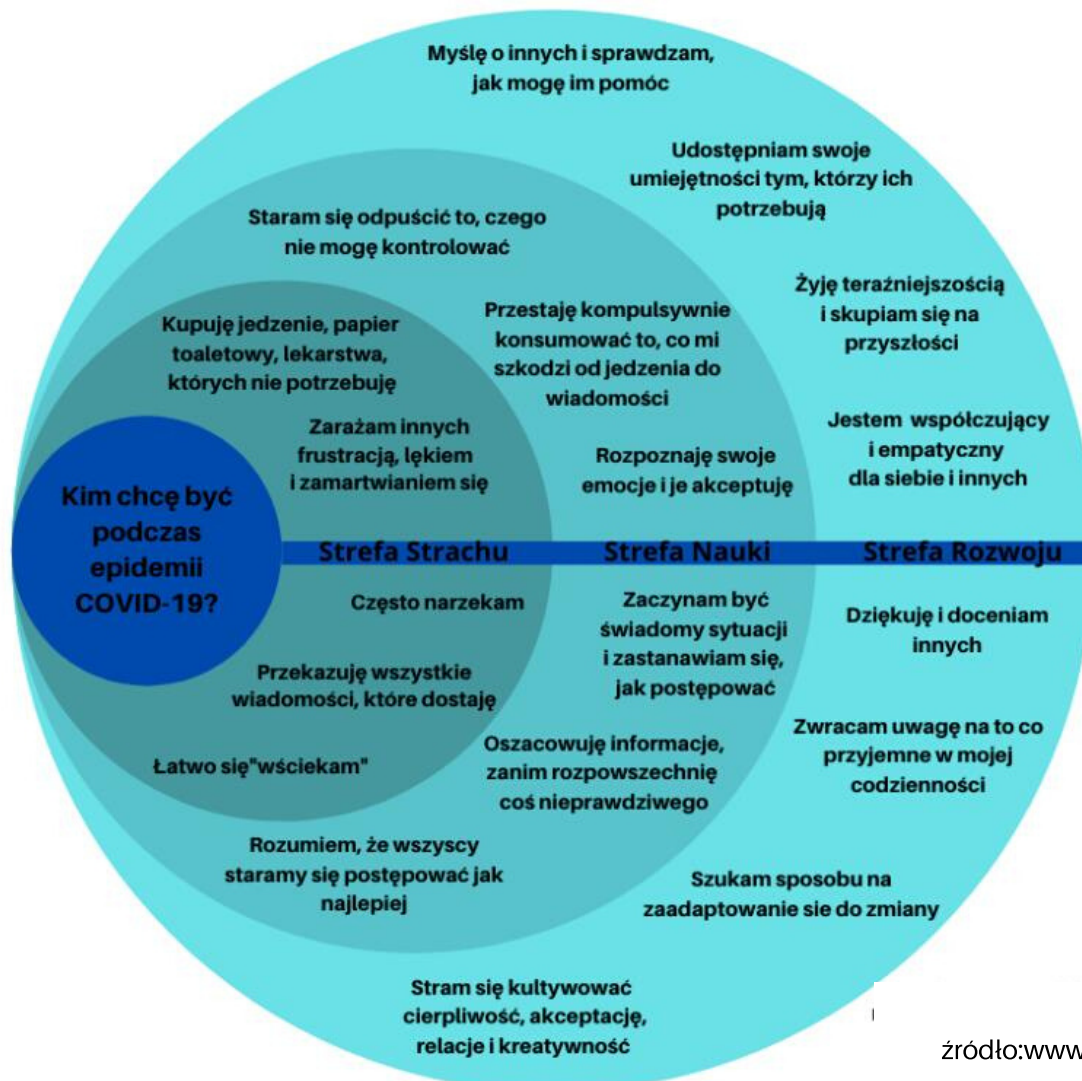 Myślę o innych i sprawdzam,
jak mogę im pomóc
Udostępniam swoje
umiejętności tym, którzy ich
potrzebują
Staram się odpuścić to, czego
nie mogę kontrolować
Żyję teraźniejszością
i skupiam się na
przyszłości
Przestaję kompulsywnie
konsumować to, co mi
szkodzi od jedzenia do
wiadomości
Kupuję jedzenie, papier
toaletowy, lekarstwa,
których nie potrzebuję
Zarażam innych
frustracją, lękiem
i zamartwianiem się
Rozpoznaję swoje
emocje i je akceptuję
Jestem współczujący
i empatyczny
dla siebie i innych
Kim chcę być
podczas
epidemii
COVID-19?
Strefa Strachu
Strefa Nauki
Strefa Rozwoju
Często narzekam
Zaczynam być
świadomy sytuacji
i zastanawiam się,
jak postępować
Dziękuję i doceniam
innych
Przekazuję wszystkie
wiadomości, które dostaję
Zwracam uwagę na to co
przyjemne w mojej
codzienności
Łatwo się"wściekam"
Oszacowuję informacje,
zanim rozpowszechnię
coś nieprawdziwego
Rozumiem, że wszyscy
staramy się postępować jak
najlepiej
Szukam sposobu na
zaadaptowanie sie do zmiany
Stram się kultywować
cierpliwość, akceptację,
relacje i kreatywność
źródło:www